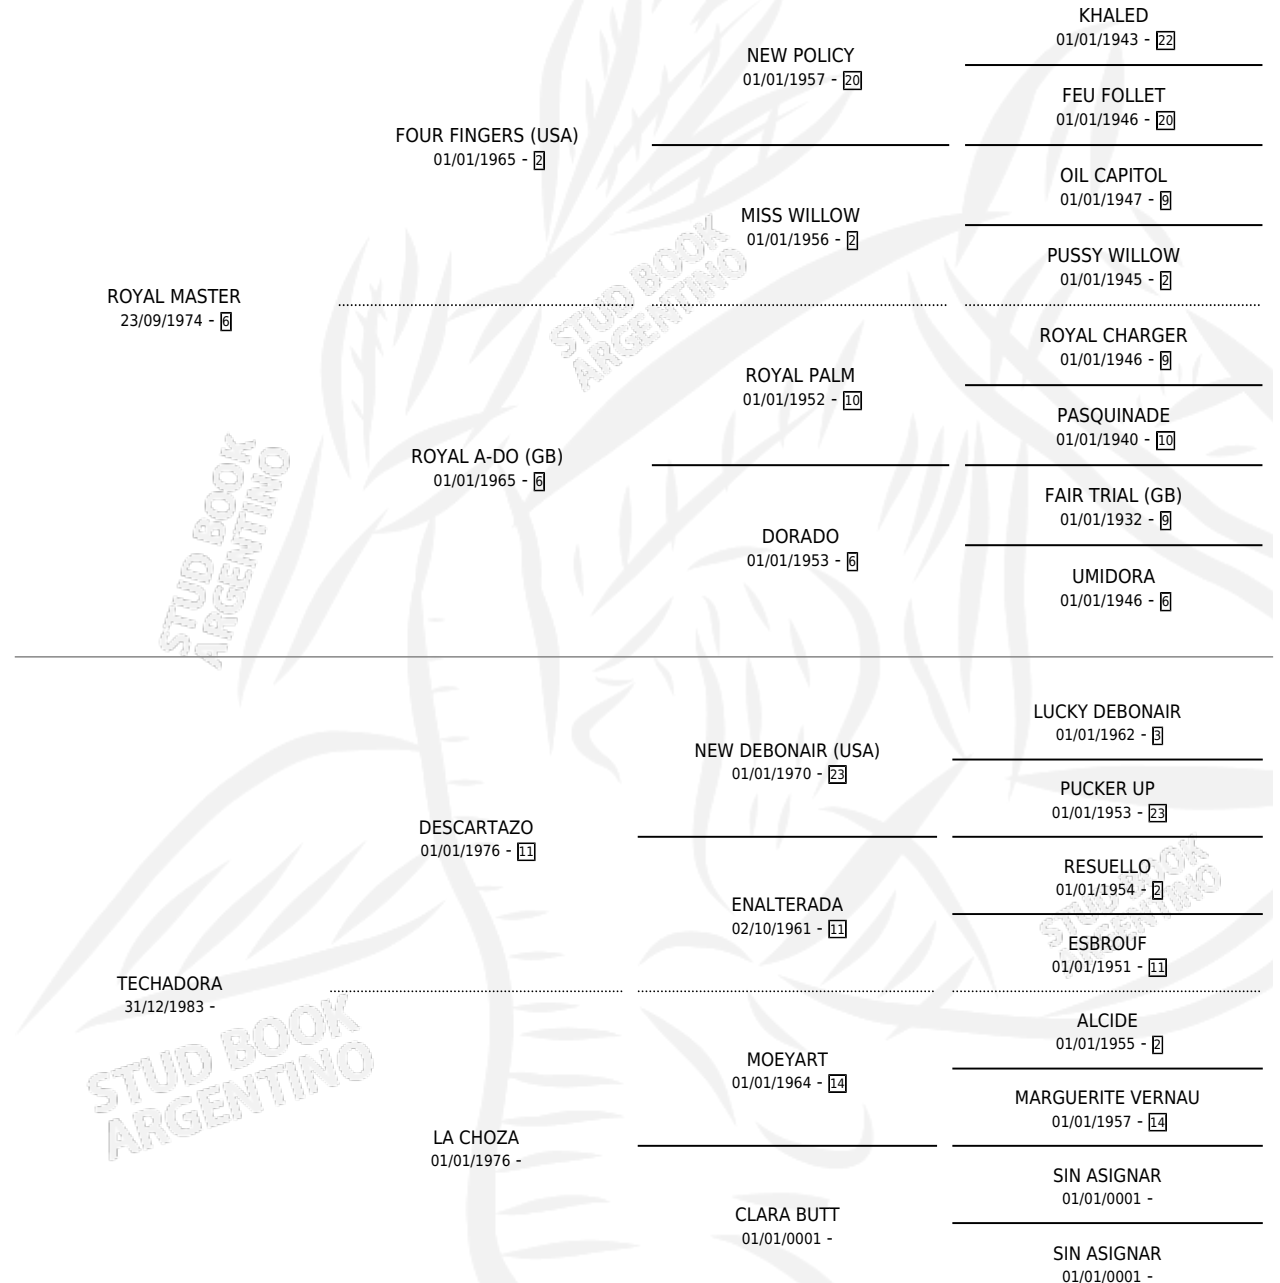 KHALED
01/01/1943 - 22
NEW POLICY
01/01/1957 - 20
FEU FOLLET
01/01/1946 - 20
FOUR FINGERS (USA)
01/01/1965 - 2
OIL CAPITOL
01/01/1947 - 9
MISS WILLOW
01/01/1956 - 2
PUSSY WILLOW
01/01/1945 - 2
ROYAL MASTER
23/09/1974 - 6
ROYAL CHARGER
01/01/1946 - 9
ROYAL PALM
01/01/1952 - 10
PASQUINADE
01/01/1940 - 10
ROYAL A-DO (GB)
01/01/1965 - 6
FAIR TRIAL (GB)
01/01/1932 - 9
DORADO
01/01/1953 - 6
UMIDORA
01/01/1946 - 6
STUD BOOK
ARGENTINO
STUD BOOK
ARGENTINO
LUCKY DEBONAIR
01/01/1962 - 3
NEW DEBONAIR (USA)
01/01/1970 - 23
PUCKER UP
01/01/1953 - 23
DESCARTAZO
01/01/1976 - 11
RESUELLO
01/01/1954 - 2
ENALTERADA
02/10/1961 - 11
ESBROUF
01/01/1951 - 11
TECHADORA
31/12/1983 -
ALCIDE
01/01/1955 - 2
MOEYART
01/01/1964 - 14
MARGUERITE VERNAU
01/01/1957 - 14
LA CHOZA
01/01/1976 -
SIN ASIGNAR
01/01/0001 -
CLARA BUTT
01/01/0001 -
SIN ASIGNAR
01/01/0001 -
STUD BOOK
ARGENTINO
STUD BOOK
ARGENTINO